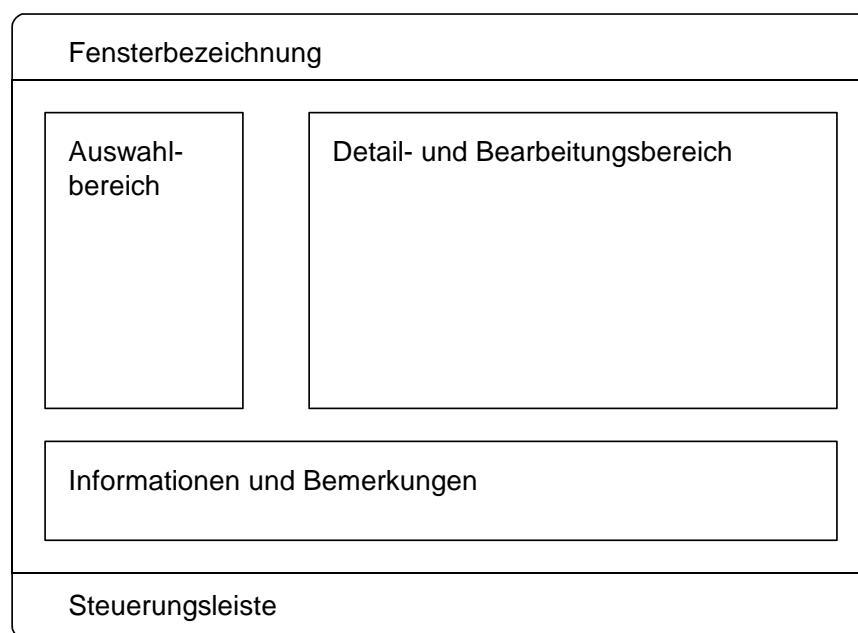 Fensterbezeichnung
Auswahl-
bereich
Detail- und Bearbeitungsbereich
Informationen und Bemerkungen
Steuerungsleiste